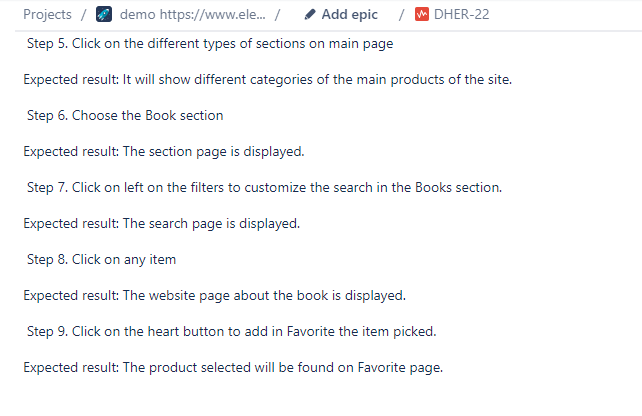 Projects / demo https://www.ele... / Add epic / DHER-22
Step 5. Click on the different types of sections on main page
Expected result: It will show different categories of the main products of the site.
Step 6. Choose the Book section
Expected result: The section page is displayed.
Step 7. Click on left on the filters to customize the search in the Books section.
Expected result: The search page is displayed.
Step 8. Click on any item
Expected result: The website page about the book is displayed.
Step 9. Click on the heart button to add in Favorite the item picked.
Expected result: The product selected will be found on Favorite page.